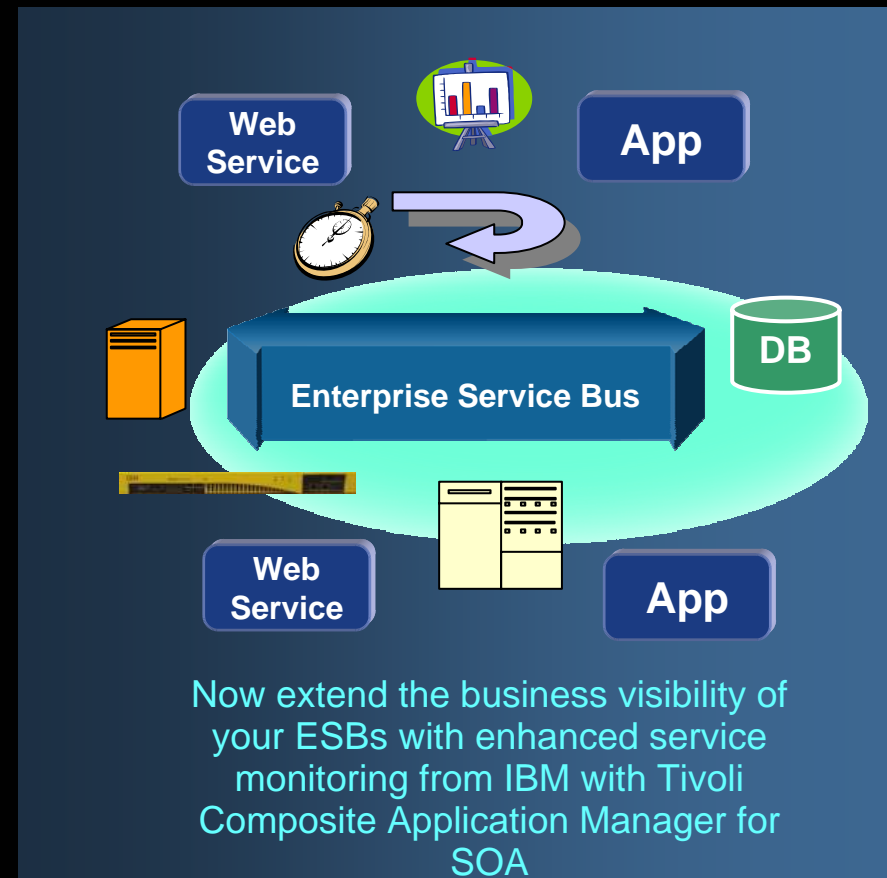 Web
Service
App
DB
Enterprise Service Bus
IBM
Web
Service
App
Now extend the business visibility of
your ESBs with enhanced service
monitoring from IBM with Tivoli
Composite Application Manager for
SOA